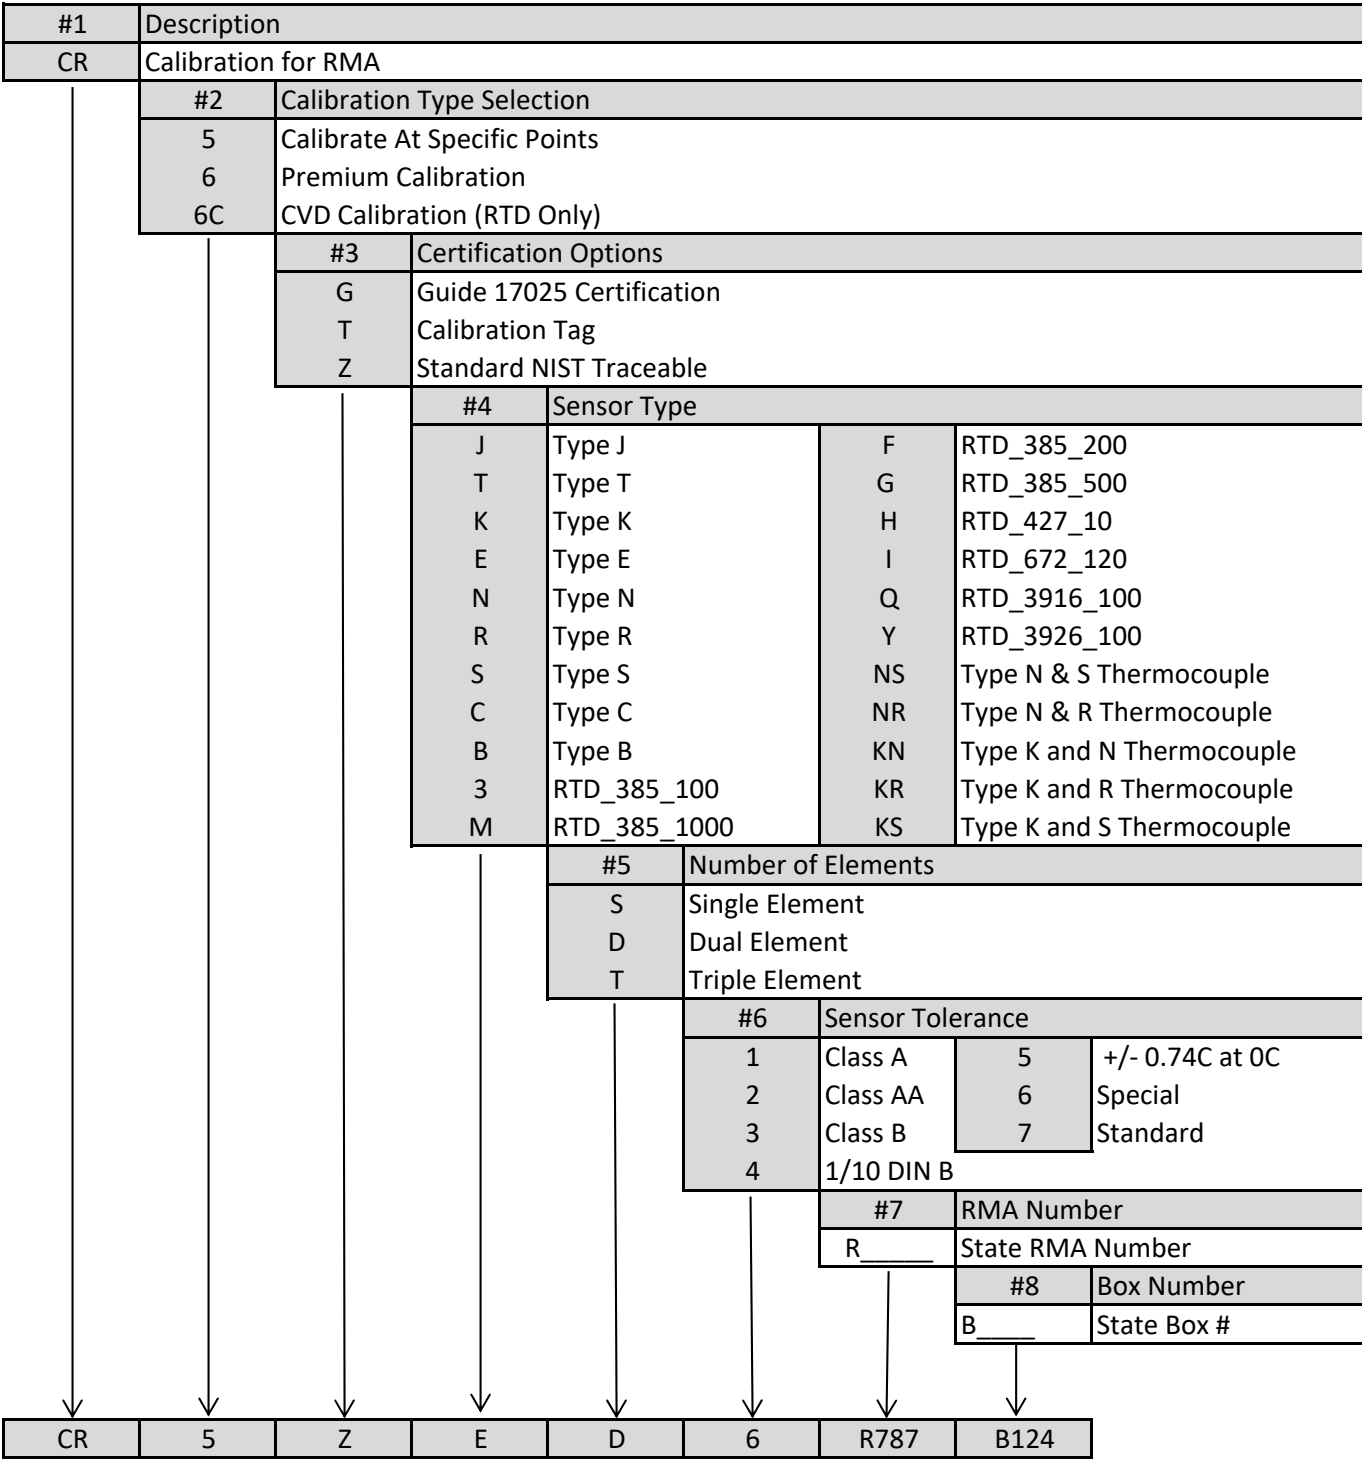 #1 Description
CR Calibration for RMA
#2 Calibration Type Selection
5 Calibrate At Specific Points
6 Premium Calibration
6C CVD Calibration (RTD Only)
#3 Certification Options
G Guide 17025 Certification
T Calibration Tag
Z Standard NIST Traceable
#4 Sensor Type
J Type J F RTD_385_200
T Type T G RTD_385_500
K Type K H RTD_427_10
E Type E I RTD_672_120
N Type N Q RTD_3916_100
R Type R Y RTD_3926_100
S Type S NS Type N & S Thermocouple
C Type C NR Type N & R Thermocouple
B Type B KN Type K and N Thermocouple
3 RTD_385_100 KR Type K and R Thermocouple
M RTD_385_1000 KS Type K and S Thermocouple
#5 Number of Elements
S Single Element
D Dual Element
T Triple Element
#6 Sensor Tolerance
1 Class A 5 +/- 0.74C at 0C
2 Class AA 6 Special
3 Class B 7 Standard
4 1/10 DIN B
#7 RMA Number
R_____ State RMA Number
#8 Box Number
B____ State Box #
CR 5 Z E D 6 R787 B124